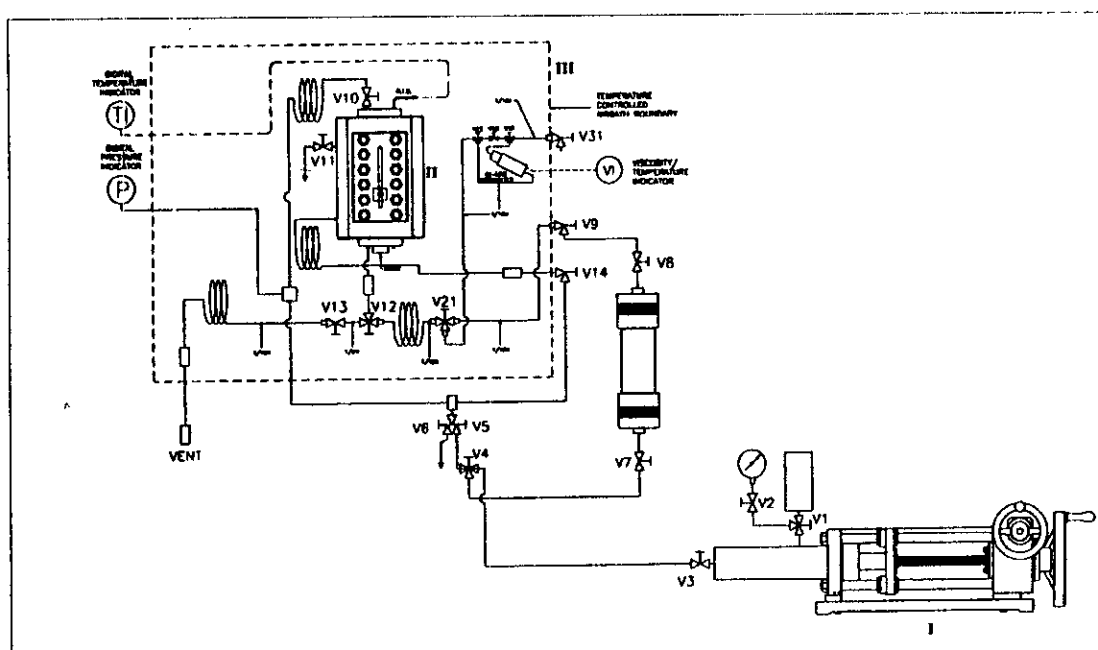 DIGITAL
TEMPERATURE
INDICATOR
TI
DIGITAL
PRESSURE
INDICATOR
P
V10
V11
II
III
TEMPERATURE
CONTROLLED
AIRBATH BOUNDARY
V31
VI
VISCOSITY/
TEMPERATURE
INDICATOR
V9
V8
V14
V13
V12
V21
VENT
V6
V5
V4
V7
V2
V1
V3
I